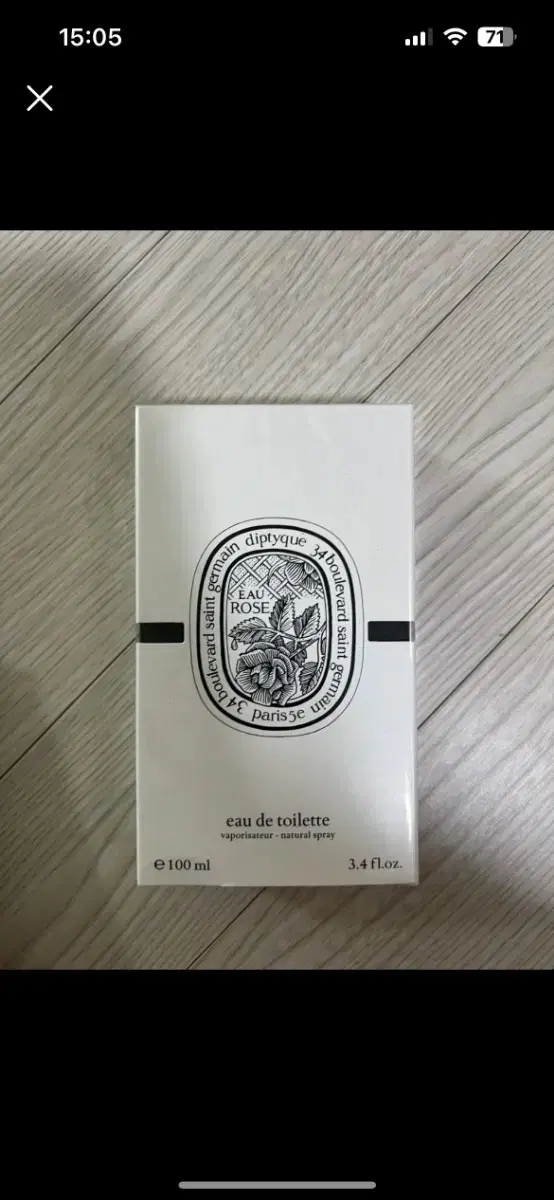 15:05
71
diptyque 34 boulevard saint germain paris 5e 34 boulevard saint germain
EAU
ROSE
eau de toilette
vaporisateur - natural spray
℮ 100 ml
3.4 fl.oz.